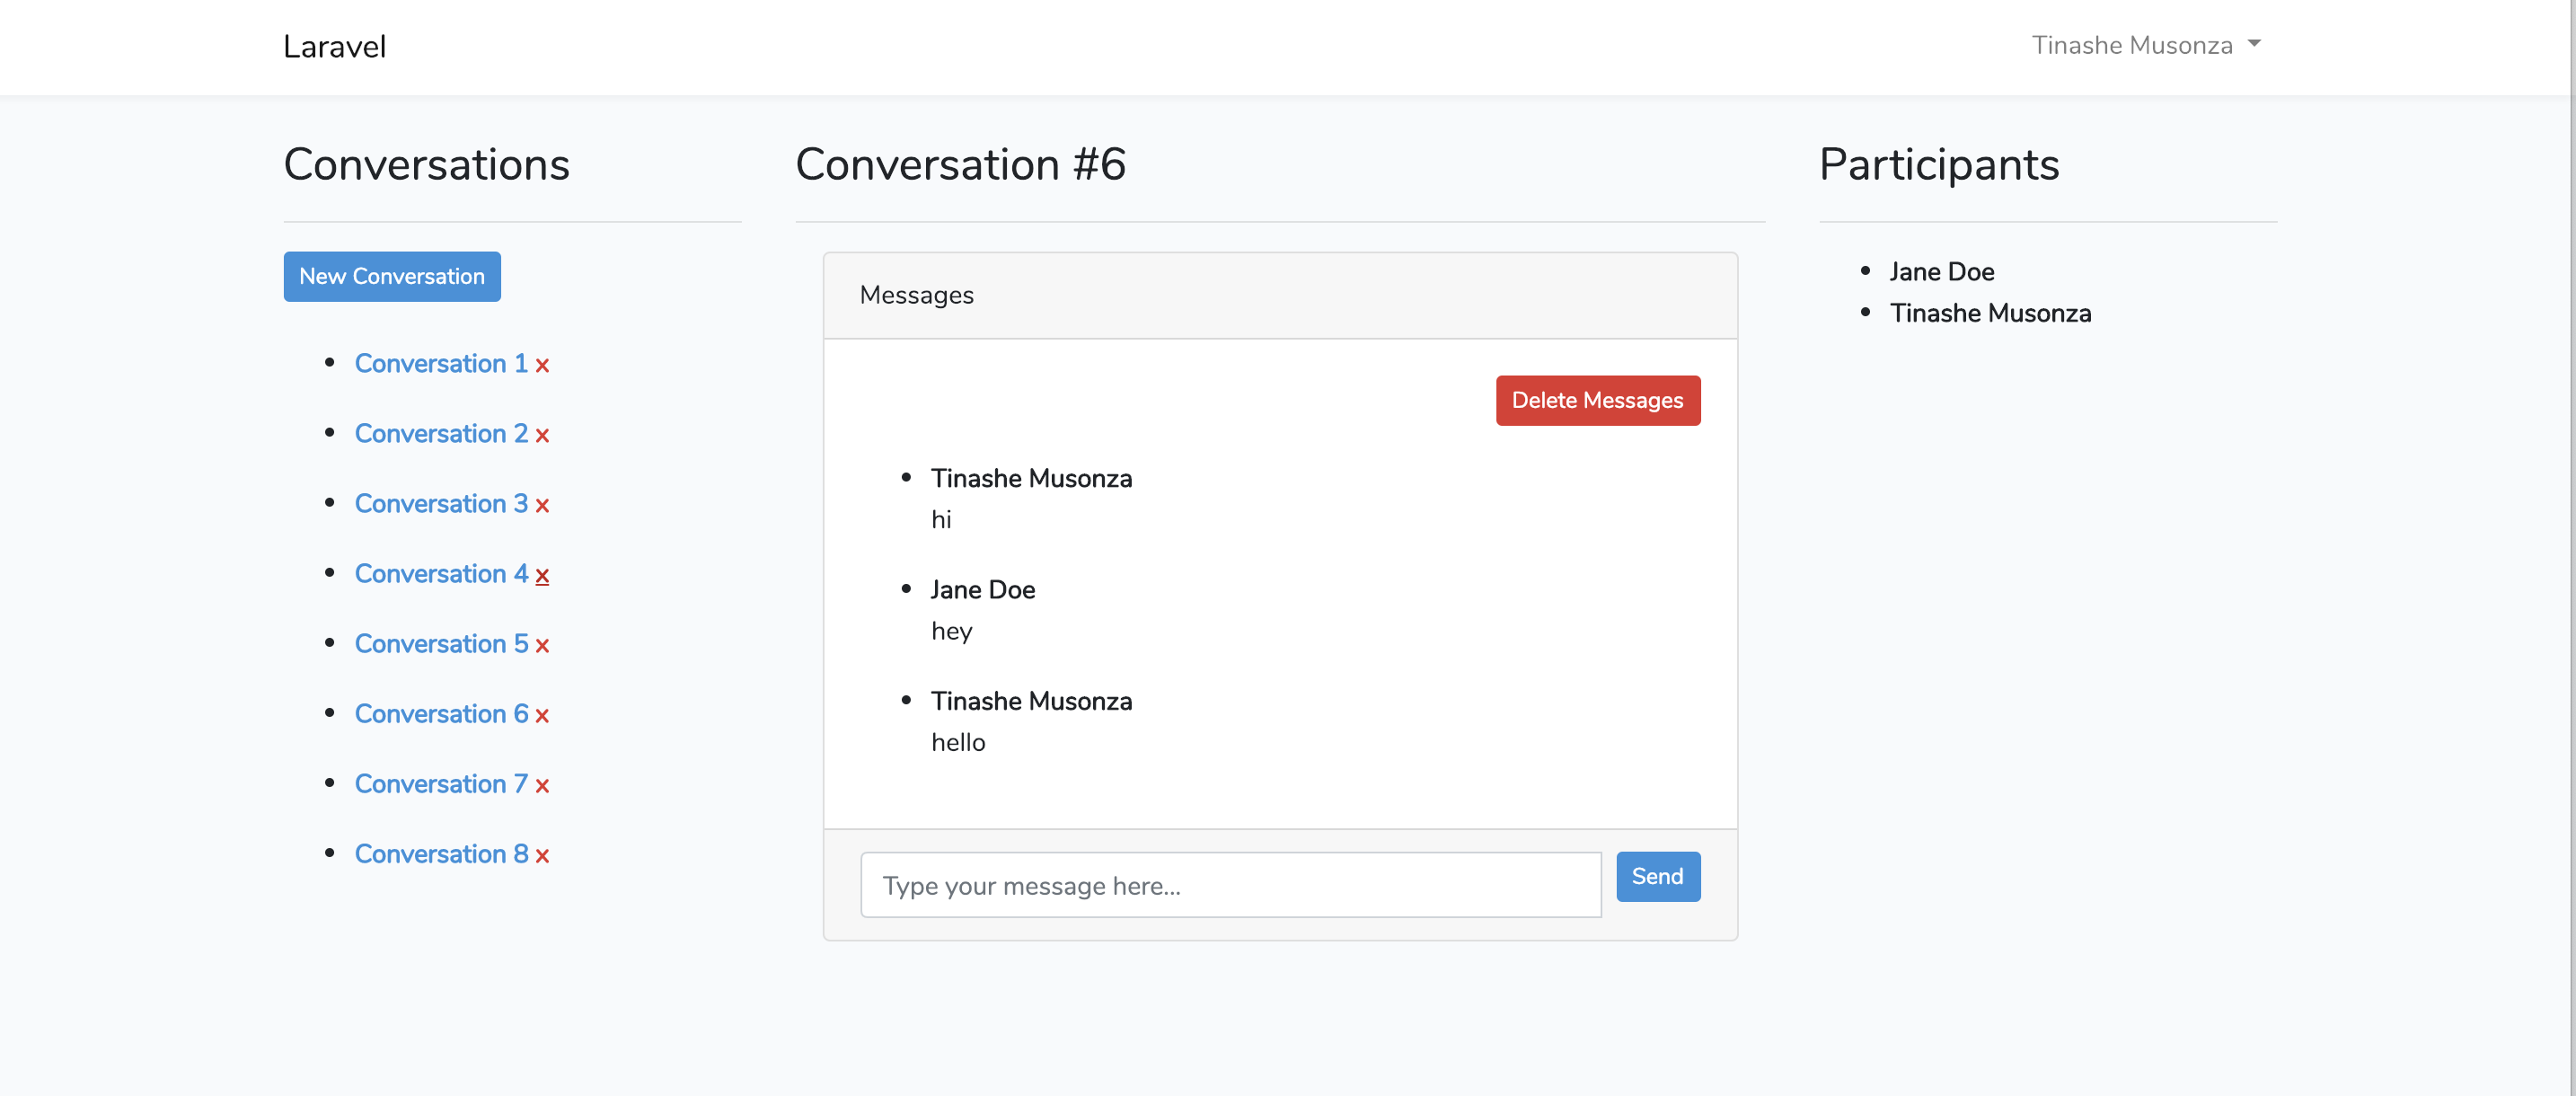 Laravel
Tinashe Musonza
Conversations
New Conversation
Conversation 1 x
Conversation 2 x
Conversation 3 x
Conversation 4 x
Conversation 5 x
Conversation 6 x
Conversation 7 x
Conversation 8 x
Conversation #6
Messages
Delete Messages
Tinashe Musonza
hi
Jane Doe
hey
Tinashe Musonza
hello
Type your message here...
Send
Participants
Jane Doe
Tinashe Musonza